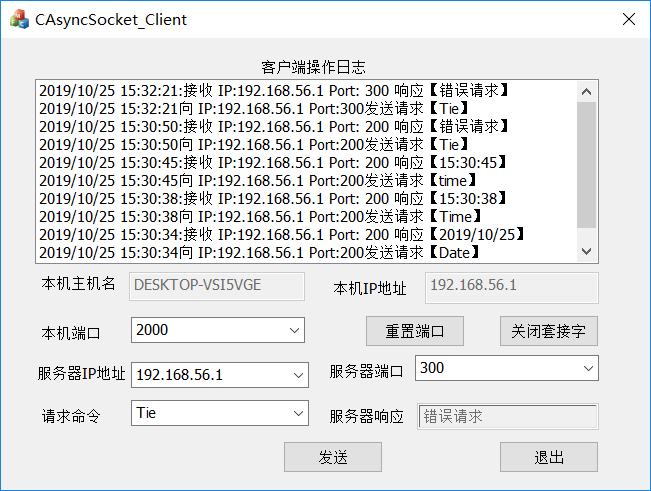 CAsyncSocket_Client
客户端操作日志
2019/10/25 15:32:21:接收 IP:192.168.56.1 Port: 300 响应【错误请求】
2019/10/25 15:32:21向 IP:192.168.56.1 Port:300发送请求【Tie】
2019/10/25 15:30:50:接收 IP:192.168.56.1 Port: 200 响应【错误请求】
2019/10/25 15:30:50向 IP:192.168.56.1 Port:200发送请求【Tie】
2019/10/25 15:30:45:接收 IP:192.168.56.1 Port: 200 响应【15:30:45】
2019/10/25 15:30:45向 IP:192.168.56.1 Port:200发送请求【time】
2019/10/25 15:30:38:接收 IP:192.168.56.1 Port: 200 响应【15:30:38】
2019/10/25 15:30:38向 IP:192.168.56.1 Port:200发送请求【Time】
2019/10/25 15:30:34:接收 IP:192.168.56.1 Port: 200 响应【2019/10/25】
2019/10/25 15:30:34向 IP:192.168.56.1 Port:200发送请求【Date】
本机主机名 DESKTOP-VSI5VGE 本机IP地址 192.168.56.1
本机端口 2000 重置端口 关闭套接字
服务器IP地址 192.168.56.1 服务器端口 300
请求命令 Tie 服务器响应 错误请求
发送 退出